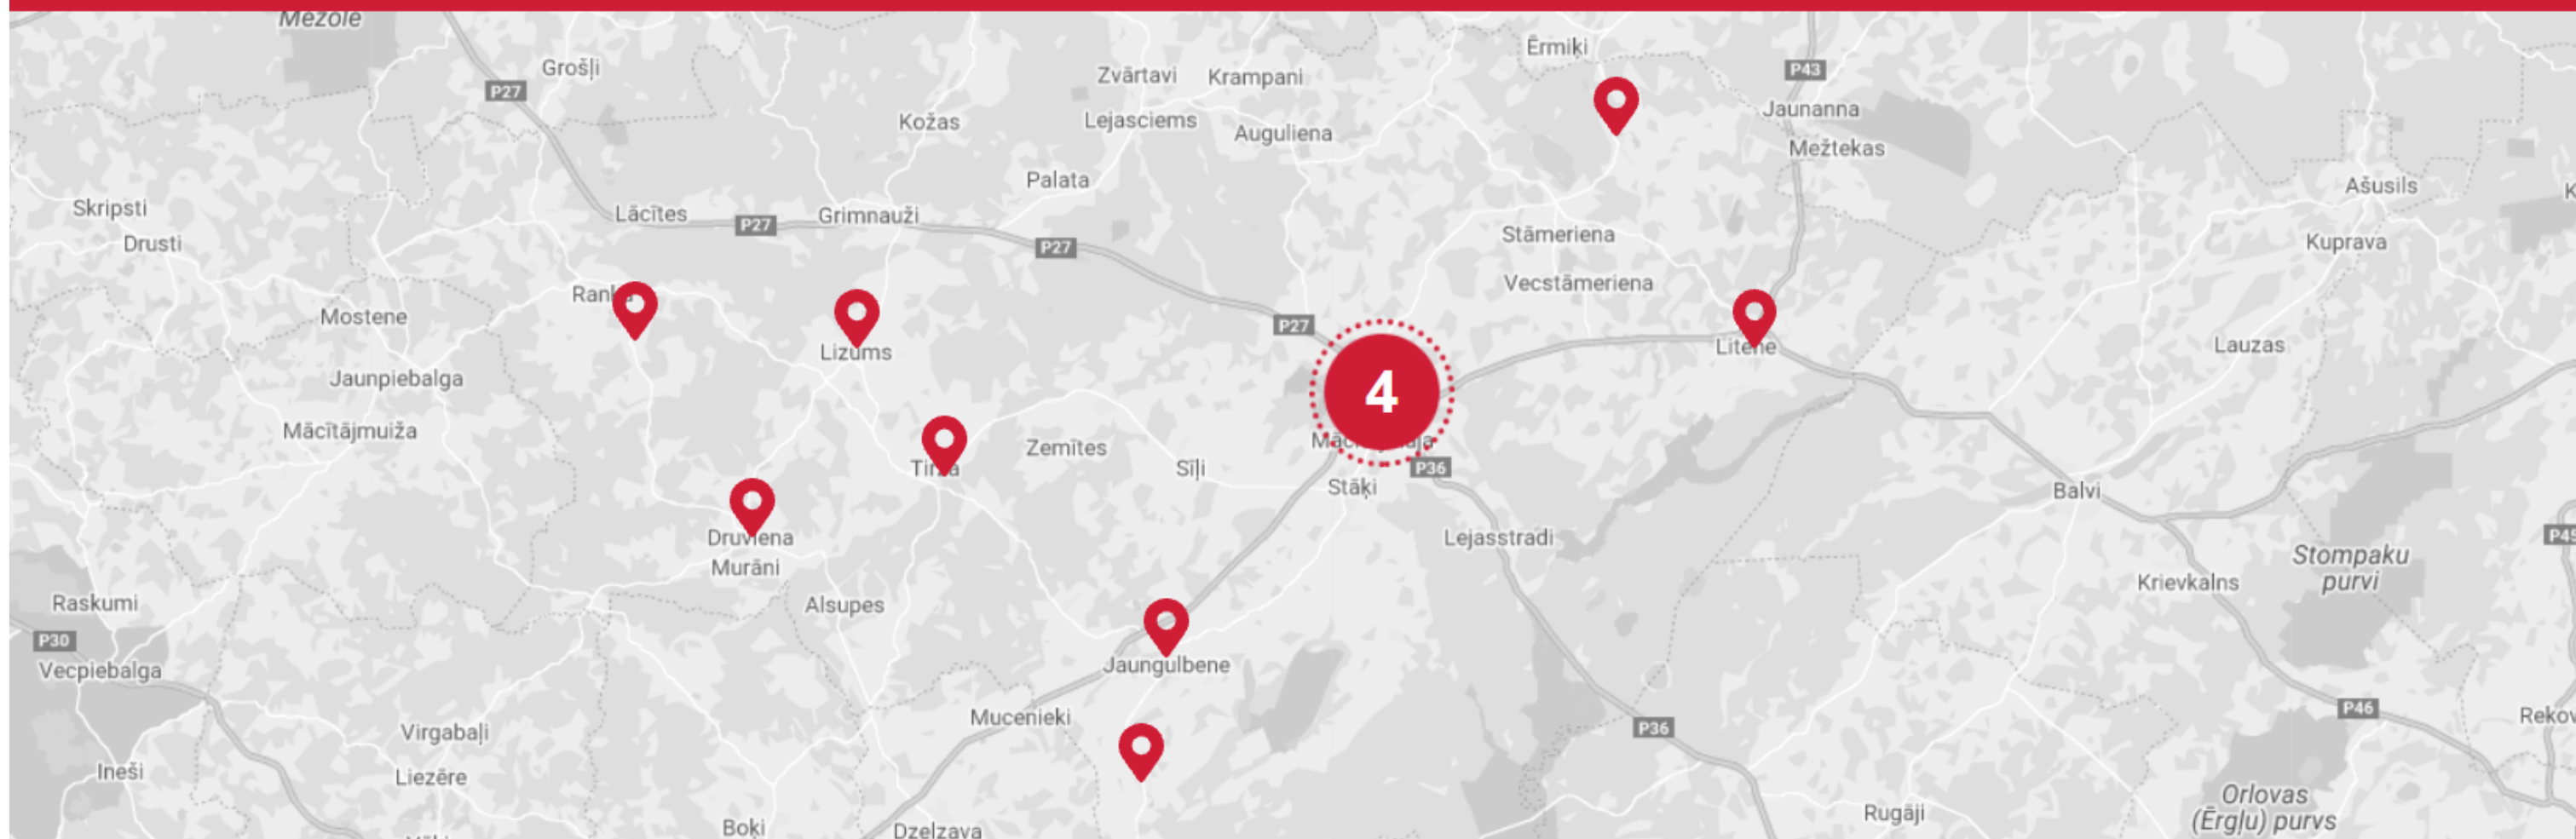 Mežole
Grošļi
P27
Zvārtavi
Krampani
Ērmiķi
P43
Jaunanna
Kožas
Lejasciems
Auguliena
Mežtekas
Palata
Ašusils
Skripsti
Lācītes
P27
Grimnauži
P27
Drusti
Stāmeriena
Kuprava
Vecstāmeriena
Mostene
P27
Lizums
Litene
Lauzas
Jaunpiebalga
4
Mācītājmuiža
Zemītes
Sīļi
P36
Tirza
Stāķi
Balvi
Druviena
Lejasstradi
Murāni
Stompaku
purvi
Krievkalns
Raskumi
Alsupes
P30
Vecpiebalga
Jaungulbene
P46
Mucenieki
P36
Virgabaļi
Ineši
Liezēre
Orlovas
(Ērgļu) purvs
Rugāji
Boķi
Dzelzava